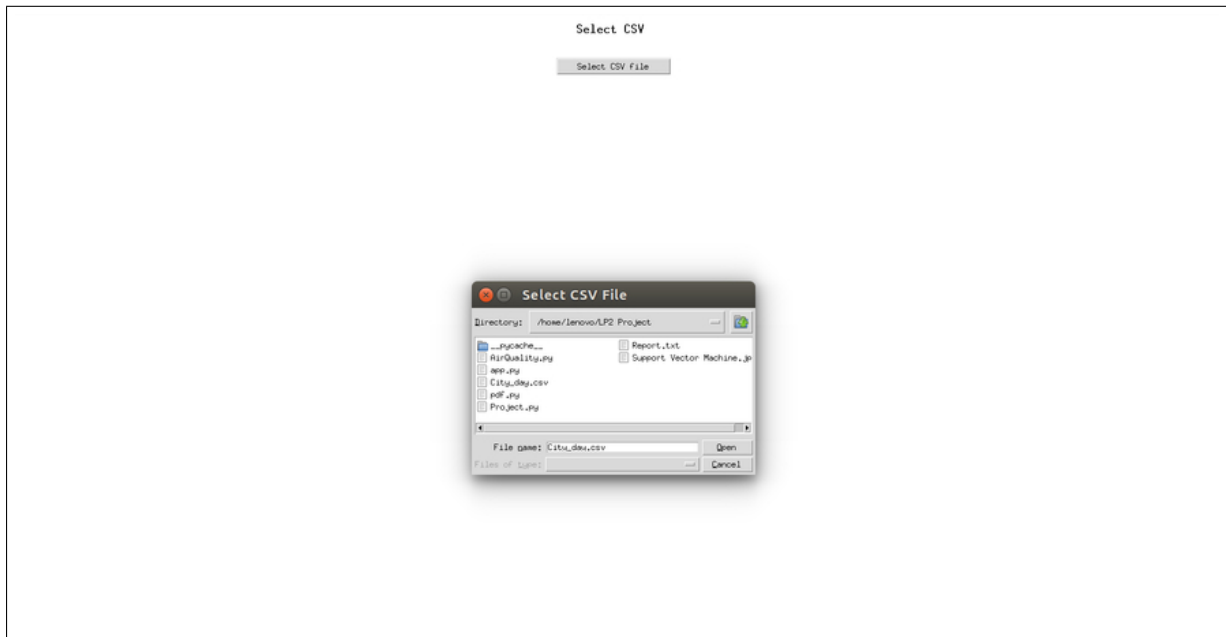 Select CSV
Select CSV file
Select CSV File
Directory: /home/lenovo/LP2 Project
__pycache__
AirQuality.py
app.py
City_day.csv
pdf.py
Project.py
Report.txt
Support Vector Machine.jp
File name: City_day.csv
Open
Files of type:
Cancel